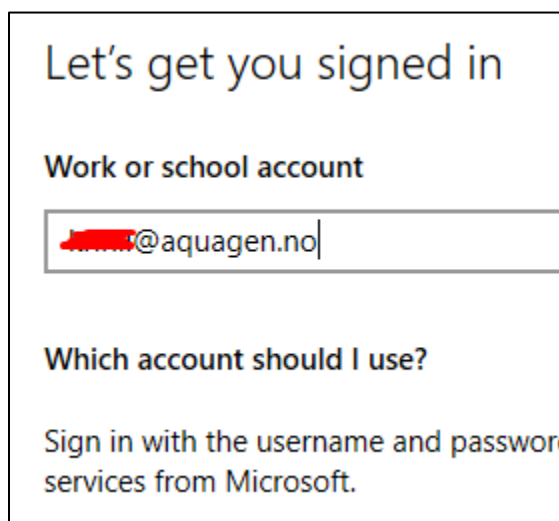 Let's get you signed in
Work or school account
@aquagen.no
Which account should I use?
Sign in with the username and password
services from Microsoft.